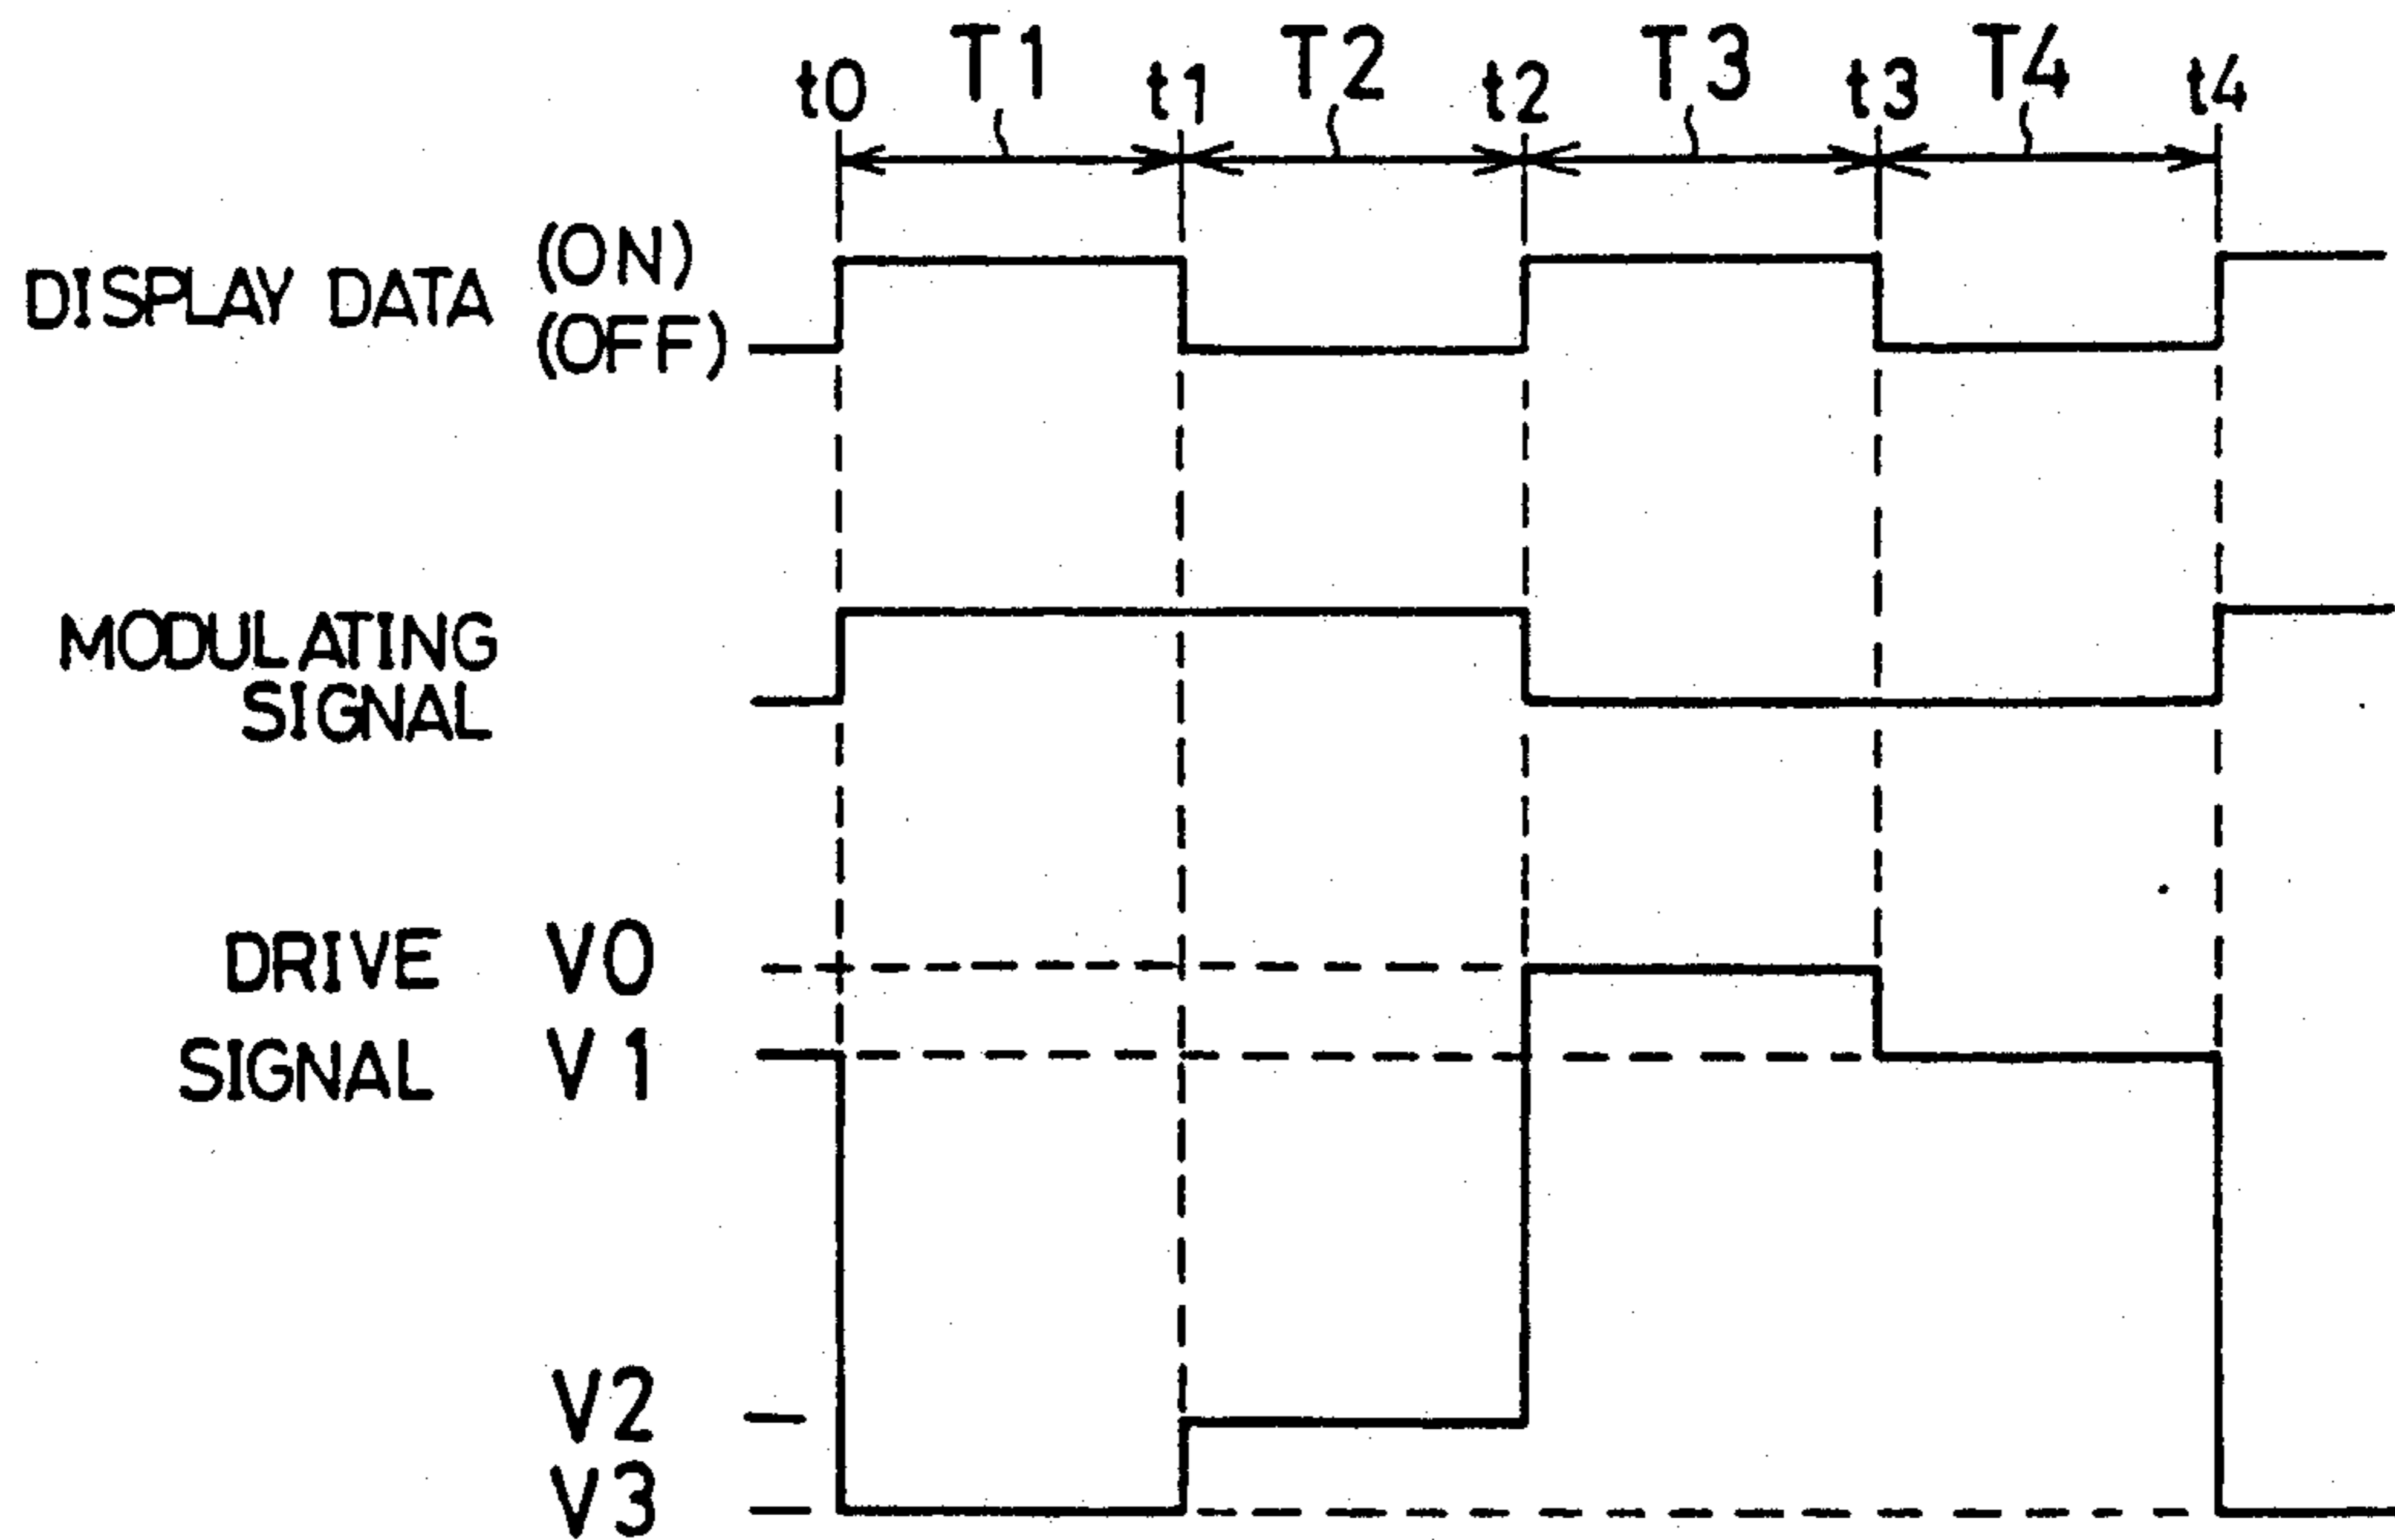 t0 T1 t1 T2 t2 T3 t3 T4 t4
DISPLAY DATA (ON)
(OFF)
MODULATING
SIGNAL
DRIVE V0
SIGNAL V1
V2
V3